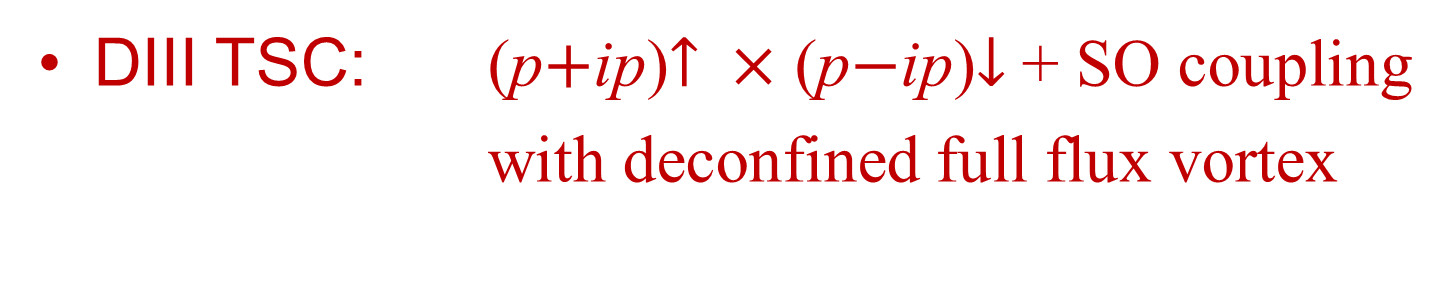 • DIII TSC: (p+ip)↑ × (p−ip)↓ + SO coupling
with deconfined full flux vortex